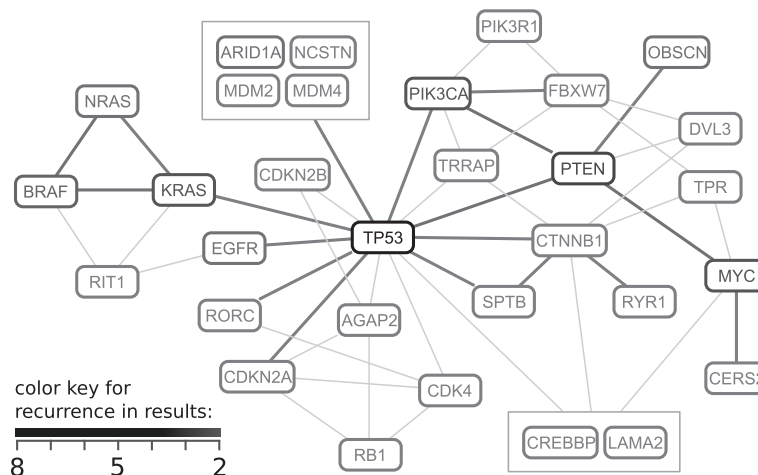 PIK3R1
ARID1A NCSTN
OBSCN
MDM2 MDM4
PIK3CA
FBXW7
NRAS
DVL3
TRRAP
PTEN
CDKN2B
BRAF
KRAS
TPR
TP53
CTNNB1
EGFR
MYC
RIT1
SPTB
RYR1
RORC
AGAP2
CDKN2A
CERS2
CDK4
color key for
recurrence in results:
CREBBP LAMA2
RB1
8 5 2